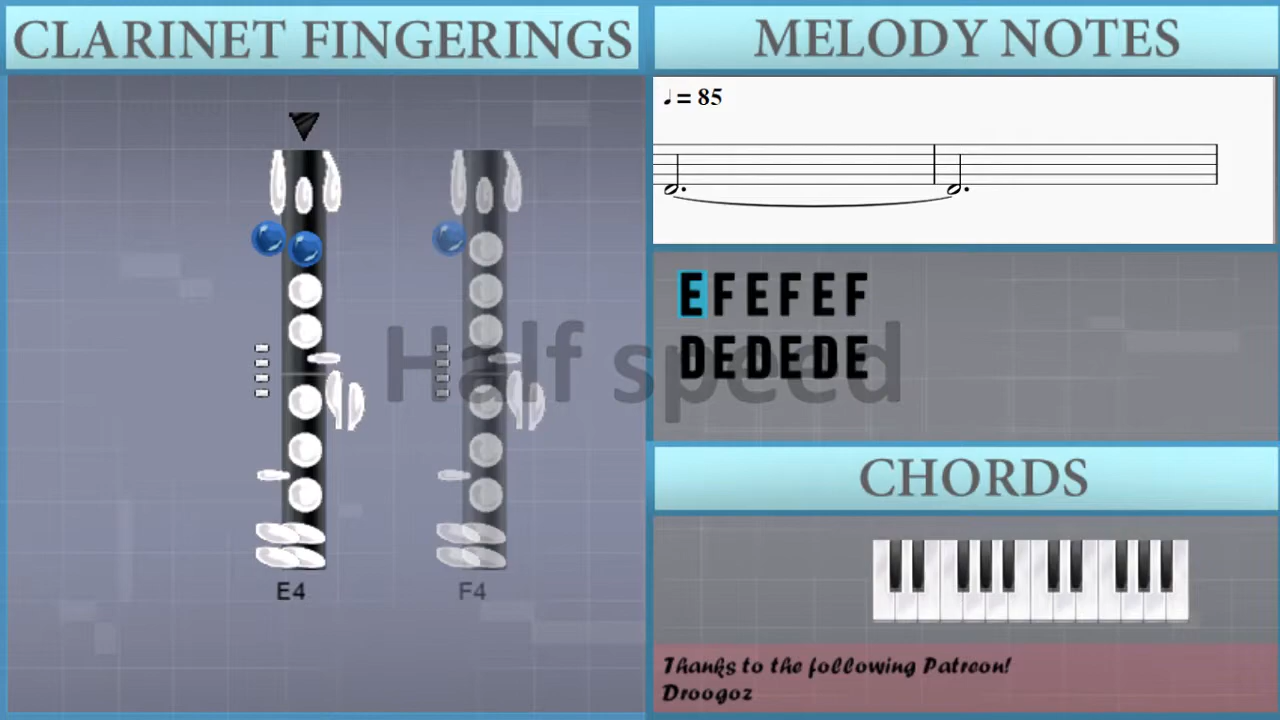 CLARINET FINGERINGS
MELODY NOTES
♩ = 85
E F E F E F
D E D E D E
Half speed
E4
F4
CHORDS
Thanks to the following Patreon!
Droogoz